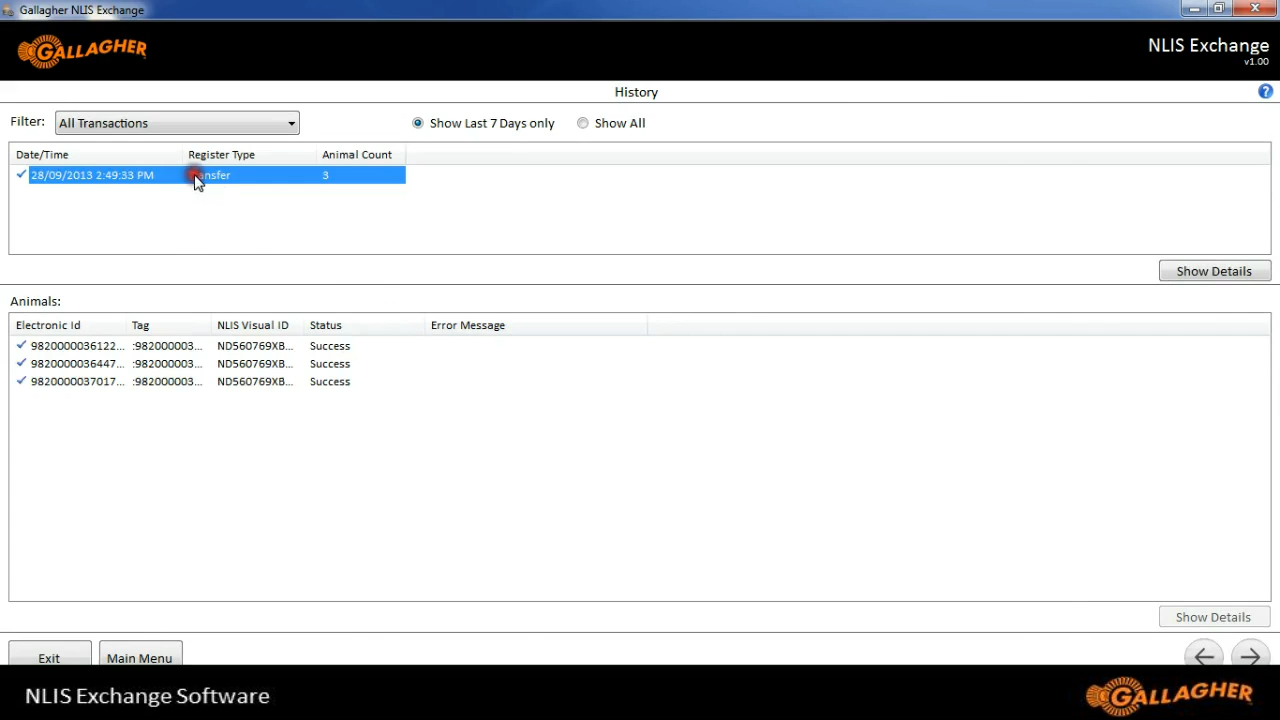 Gallagher NLIS Exchange
GALLAGHER
NLIS Exchange
v1.00
History
?
Filter: All Transactions Show Last 7 Days only Show All
Date/Time Register Type Animal Count
28/09/2013 2:49:33 PM ansfer 3
Show Details
Animals:
Electronic Id Tag NLIS Visual ID Status Error Message
9820000036122... :982000003... ND560769XB... Success
9820000036447... :982000003... ND560769XB... Success
9820000037017... :982000003... ND560769XB... Success
Show Details
Exit Main Menu
NLIS Exchange Software
GALLAGHER